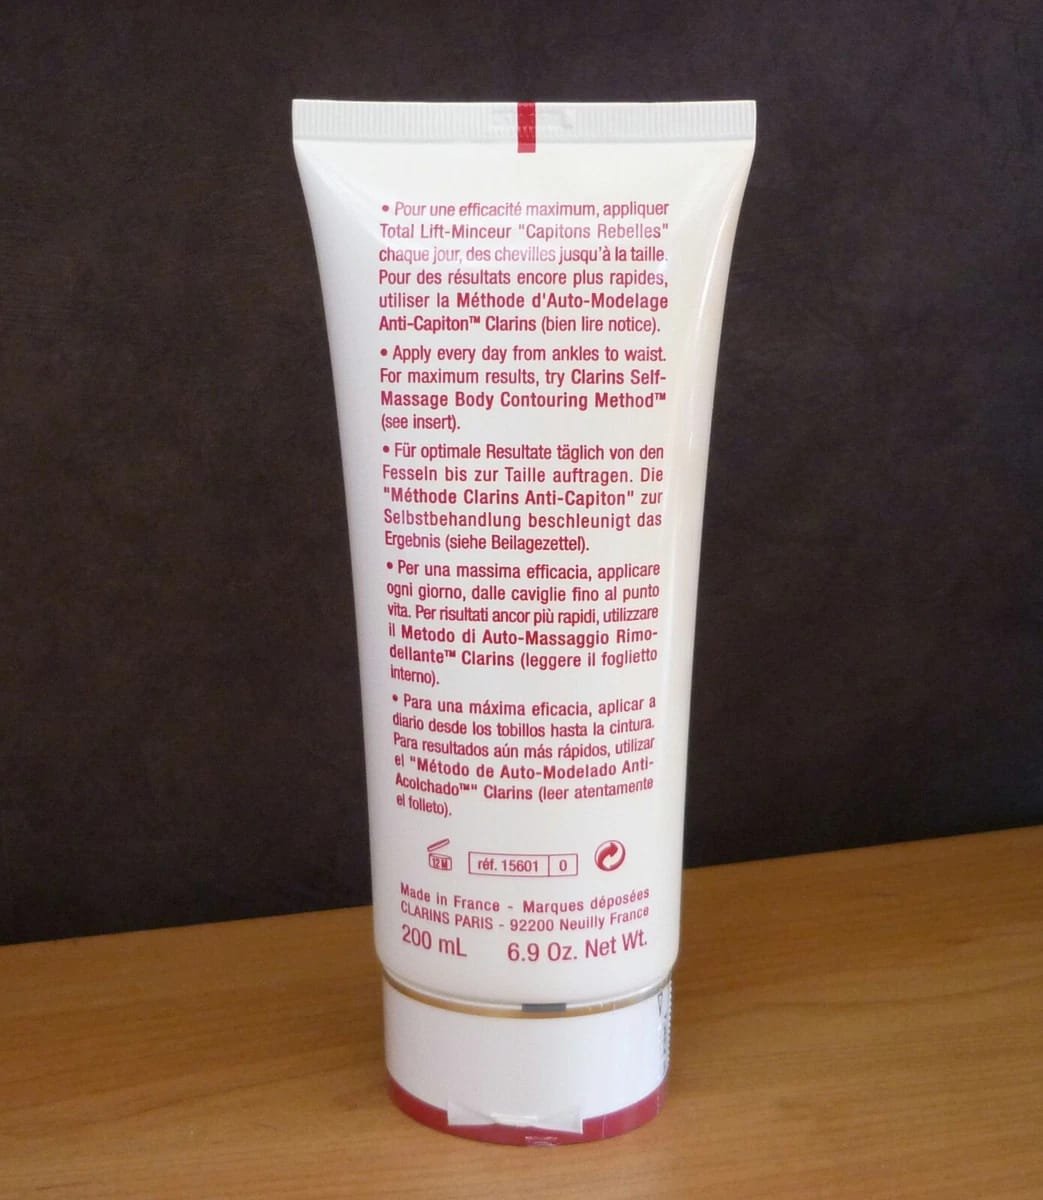 • Pour une efficacité maximum, appliquer
Total Lift-Minceur "Capitons Rebelles"
chaque jour, des chevilles jusqu'à la taille.
Pour des résultats encore plus rapides,
utiliser la Méthode d'Auto-Modelage
Anti-Capiton™ Clarins (bien lire notice).
• Apply every day from ankles to waist.
For maximum results, try Clarins Self-
Massage Body Contouring Method™
(see insert).
• Für optimale Resultate täglich von den
Fesseln bis zur Taille auftragen. Die
"Méthode Clarins Anti-Capiton" zur
Selbstbehandlung beschleunigt das
Ergebnis (siehe Beilagezettel).
• Per una massima efficacia, applicare
ogni giorno, dalle caviglie fino al punto
vita. Per risultati ancor più rapidi, utilizzare
il Metodo di Auto-Massaggio Rimo-
dellante™ Clarins (leggere il foglietto
interno).
• Para una máxima eficacia, aplicar a
diario desde los tobillos hasta la cintura.
Para resultados aún más rápidos, utilizar
el "Método de Auto-Modelado Anti-
Acolchado™" Clarins (leer atentamente
el folleto).
12 M réf. 15601 0
Made in France - Marques déposées
CLARINS PARIS - 92200 Neuilly France
200 mL 6.9 Oz. Net Wt.